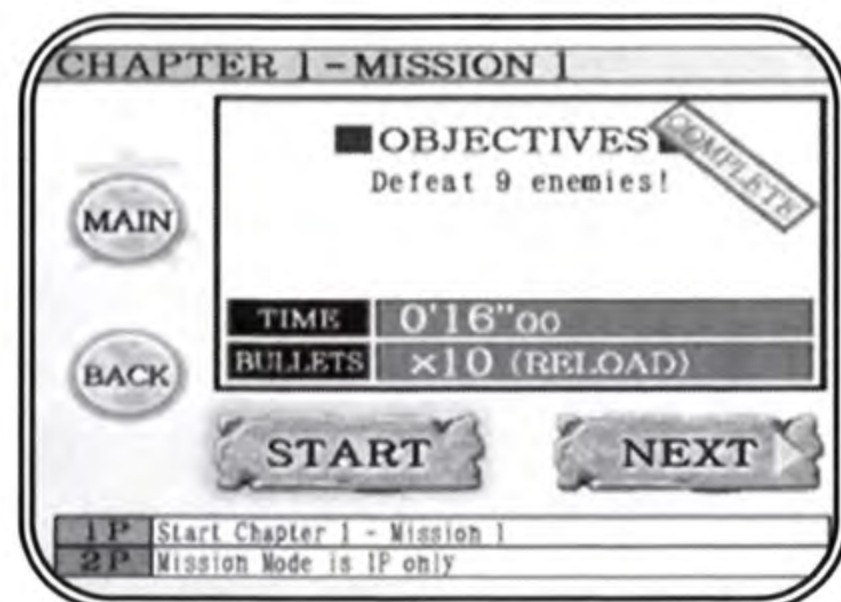 CHAPTER 1 - MISSION 1
■OBJECTIVES■
COMPLETE
Defeat 9 enemies!
MAIN
TIME 0'16"00
BULLETS ×10 (RELOAD)
BACK
START NEXT
1P Start Chapter 1 - Mission 1
2P Mission Mode is 1P only